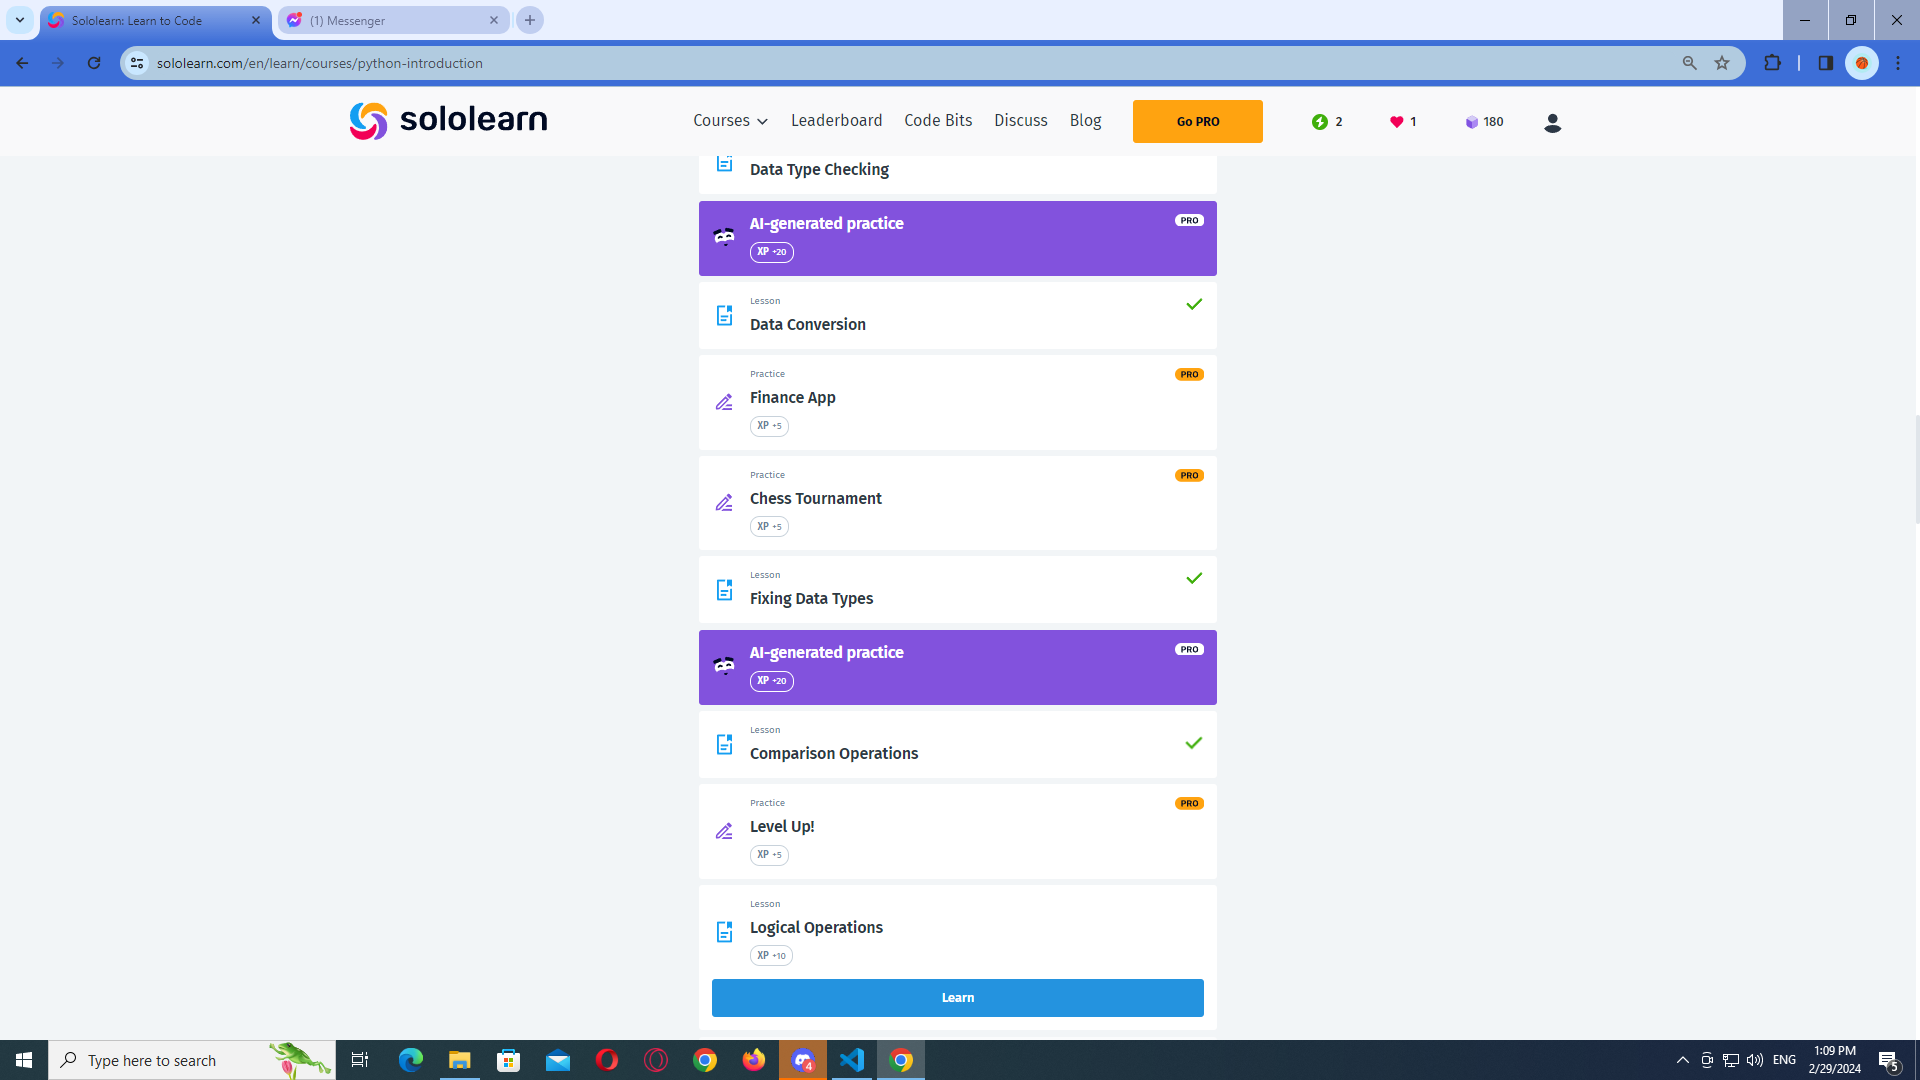 Sololearn: Learn to Code
(1) Messenger
sololearn.com/en/learn/courses/python-introduction
sololearn
Courses
Leaderboard
Code Bits
Discuss
Blog
Go PRO
2
1
180
Data Type Checking
AI-generated practice
PRO
XP +20
Lesson
Data Conversion
Practice
PRO
Finance App
XP +5
Practice
PRO
Chess Tournament
XP +5
Lesson
Fixing Data Types
AI-generated practice
PRO
XP +20
Lesson
Comparison Operations
Practice
PRO
Level Up!
XP +5
Lesson
Logical Operations
XP +10
Learn
Type here to search
4
ENG
1:09 PM
2/29/2024
5